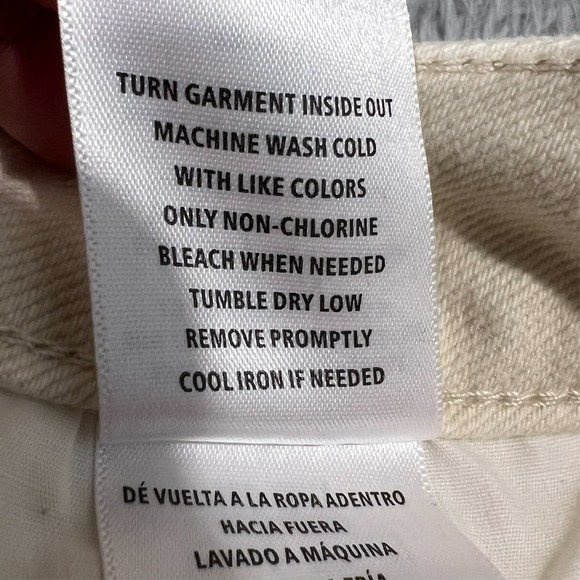 TURN GARMENT INSIDE OUT
MACHINE WASH COLD
WITH LIKE COLORS
ONLY NON-CHLORINE
BLEACH WHEN NEEDED
TUMBLE DRY LOW
REMOVE PROMPTLY
COOL IRON IF NEEDED
DÉ VUELTA A LA ROPA ADENTRO
HACIA FUERA
LAVADO A MÁQUINA